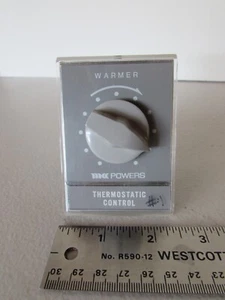 WARMER
POWERS
THERMOSTATIC
CONTROL #1
1 2 3
No. R590-12 WESTCOTT
30 29 28 27 26 25 24 23 22